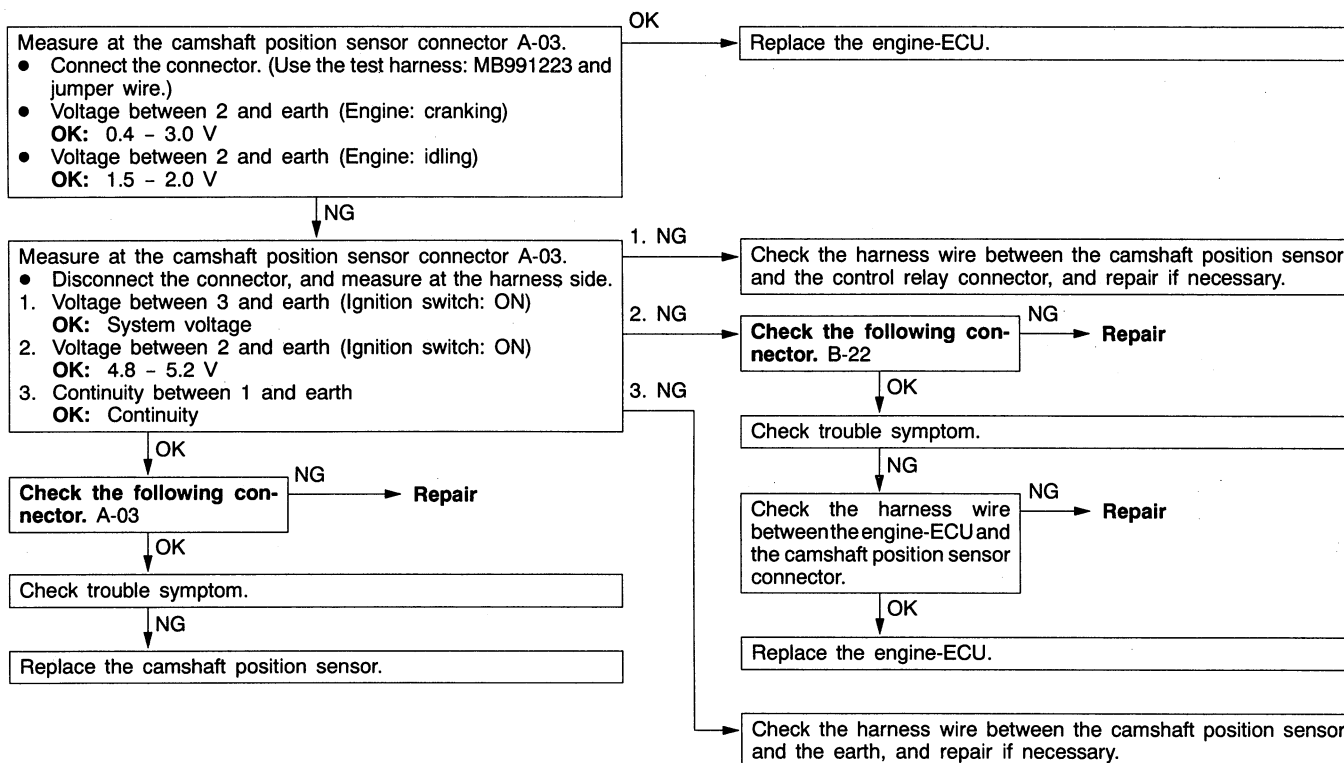 OK
Measure at the camshaft position sensor connector A-03.
● Connect the connector. (Use the test harness: MB991223 and
jumper wire.)
● Voltage between 2 and earth (Engine: cranking)
OK: 0.4 – 3.0 V
● Voltage between 2 and earth (Engine: idling)
OK: 1.5 – 2.0 V
Replace the engine-ECU.
NG
Measure at the camshaft position sensor connector A-03.
● Disconnect the connector, and measure at the harness side.
1. Voltage between 3 and earth (Ignition switch: ON)
OK: System voltage
2. Voltage between 2 and earth (Ignition switch: ON)
OK: 4.8 – 5.2 V
3. Continuity between 1 and earth
OK: Continuity
1. NG
Check the harness wire between the camshaft position sensor
and the control relay connector, and repair if necessary.
2. NG
Check the following con-
nector. B-22
NG
Repair
OK
Check trouble symptom.
NG
Check the harness wire
between the engine-ECU and
the camshaft position sensor
connector.
NG
Repair
OK
Replace the engine-ECU.
3. NG
Check the harness wire between the camshaft position sensor
and the earth, and repair if necessary.
OK
Check the following con-
nector. A-03
NG
Repair
OK
Check trouble symptom.
NG
Replace the camshaft position sensor.